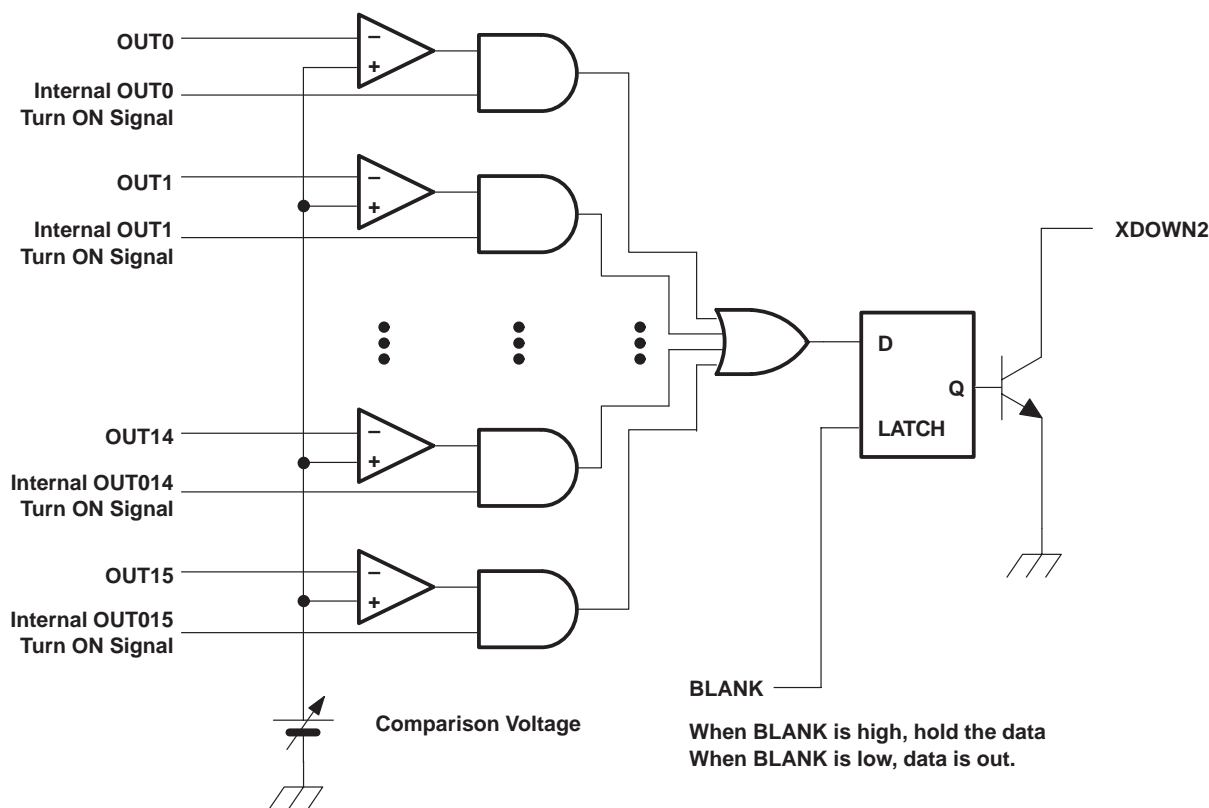 OUT0
−
+
Internal OUT0
Turn ON Signal
OUT1
−
+
Internal OUT1
Turn ON Signal
XDOWN2
D
Q
LATCH
OUT14
−
+
Internal OUT014
Turn ON Signal
OUT15
−
+
Internal OUT015
Turn ON Signal
BLANK
Comparison Voltage
When BLANK is high, hold the data
When BLANK is low, data is out.